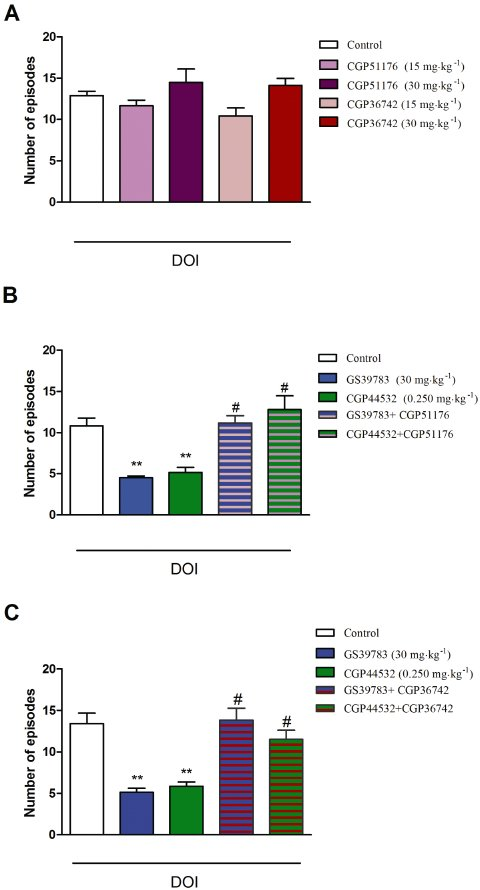 A
Number of episodes
20
15
10
5
0
DOI
Control
CGP51176 (15 mg·kg⁻¹)
CGP51176 (30 mg·kg⁻¹)
CGP36742 (15 mg·kg⁻¹)
CGP36742 (30 mg·kg⁻¹)
B
Number of episodes
20
15
10
5
0
** ** # #
DOI
Control
GS39783 (30 mg·kg⁻¹)
CGP44532 (0.250 mg·kg⁻¹)
GS39783+ CGP51176
CGP44532+CGP51176
C
Number of episodes
20
15
10
5
0
** ** # #
DOI
Control
GS39783 (30 mg·kg⁻¹)
CGP44532 (0.250 mg·kg⁻¹)
GS39783+ CGP36742
CGP44532+CGP36742